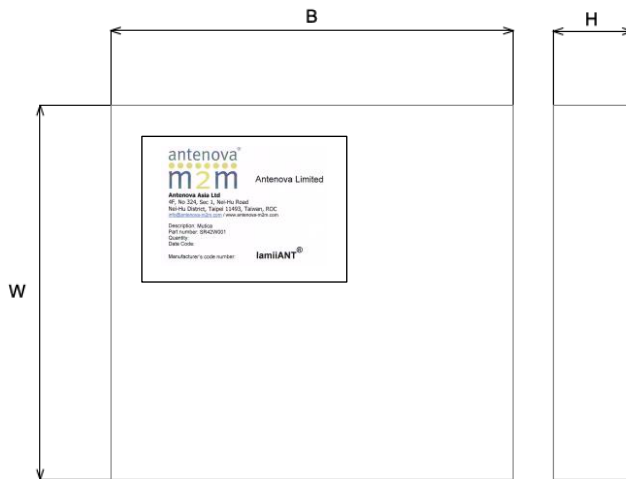 B
H
W
antenova®
m2m
Antenova Limited
Antenova Asia Ltd
4F, No 324, Sec 1, Nei-Hu Road
Nei-Hu District, Taipei 11493, Taiwan, ROC
info@antenova-m2m.com / www.antenova-m2m.com
Description: Mutica
Part number: SR42W001
Quantity:
Date Code:
Manufacturer's code number:
lamiiANT®